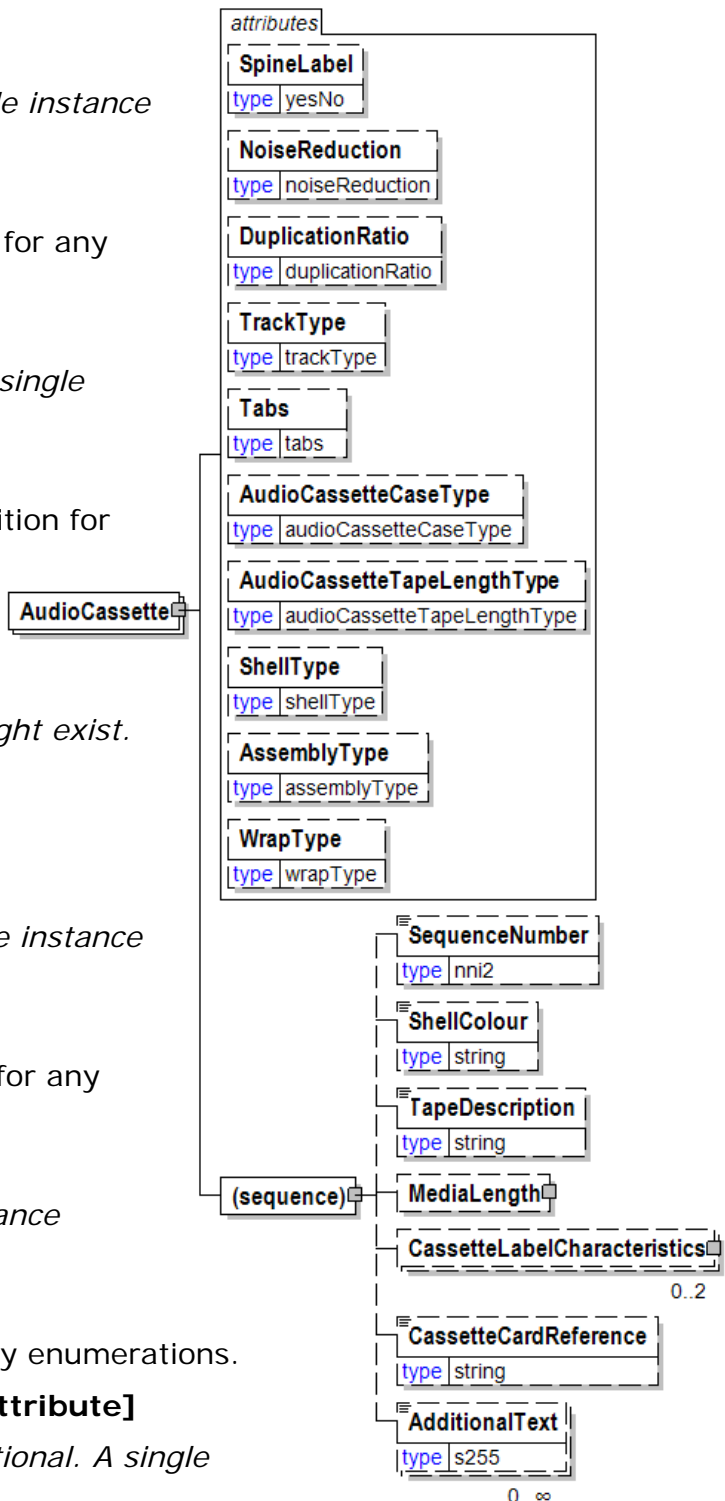 le instance
for any
single
ition for
ght exist.
e instance
for any
ance
y enumerations.
ttribute]
tional. A single
AudioCassette
attributes
SpineLabel
type yesNo
NoiseReduction
type noiseReduction
DuplicationRatio
type duplicationRatio
TrackType
type trackType
Tabs
type tabs
AudioCassetteCaseType
type audioCassetteCaseType
AudioCassetteTapeLengthType
type audioCassetteTapeLengthType
ShellType
type shellType
AssemblyType
type assemblyType
WrapType
type wrapType
(sequence)
SequenceNumber
type nni2
ShellColour
type string
TapeDescription
type string
MediaLength
CassetteLabelCharacteristics
0..2
CassetteCardReference
type string
AdditionalText
type s255
0..∞